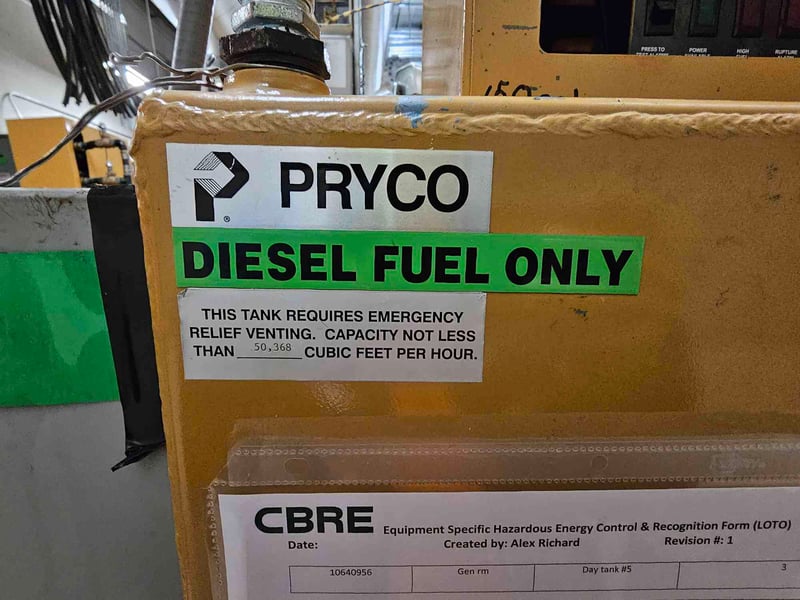 PRESS TO
POWER
HIGH
RUPTURE
PRYCO
®
DIESEL FUEL ONLY
THIS TANK REQUIRES EMERGENCY
RELIEF VENTING. CAPACITY NOT LESS
THAN 50,368 CUBIC FEET PER HOUR.
CBRE Equipment Specific Hazardous Energy Control & Recognition Form (LOTO)
Date: Created by: Alex Richard Revision #: 1
10640956 Gen rm Day tank #5 3